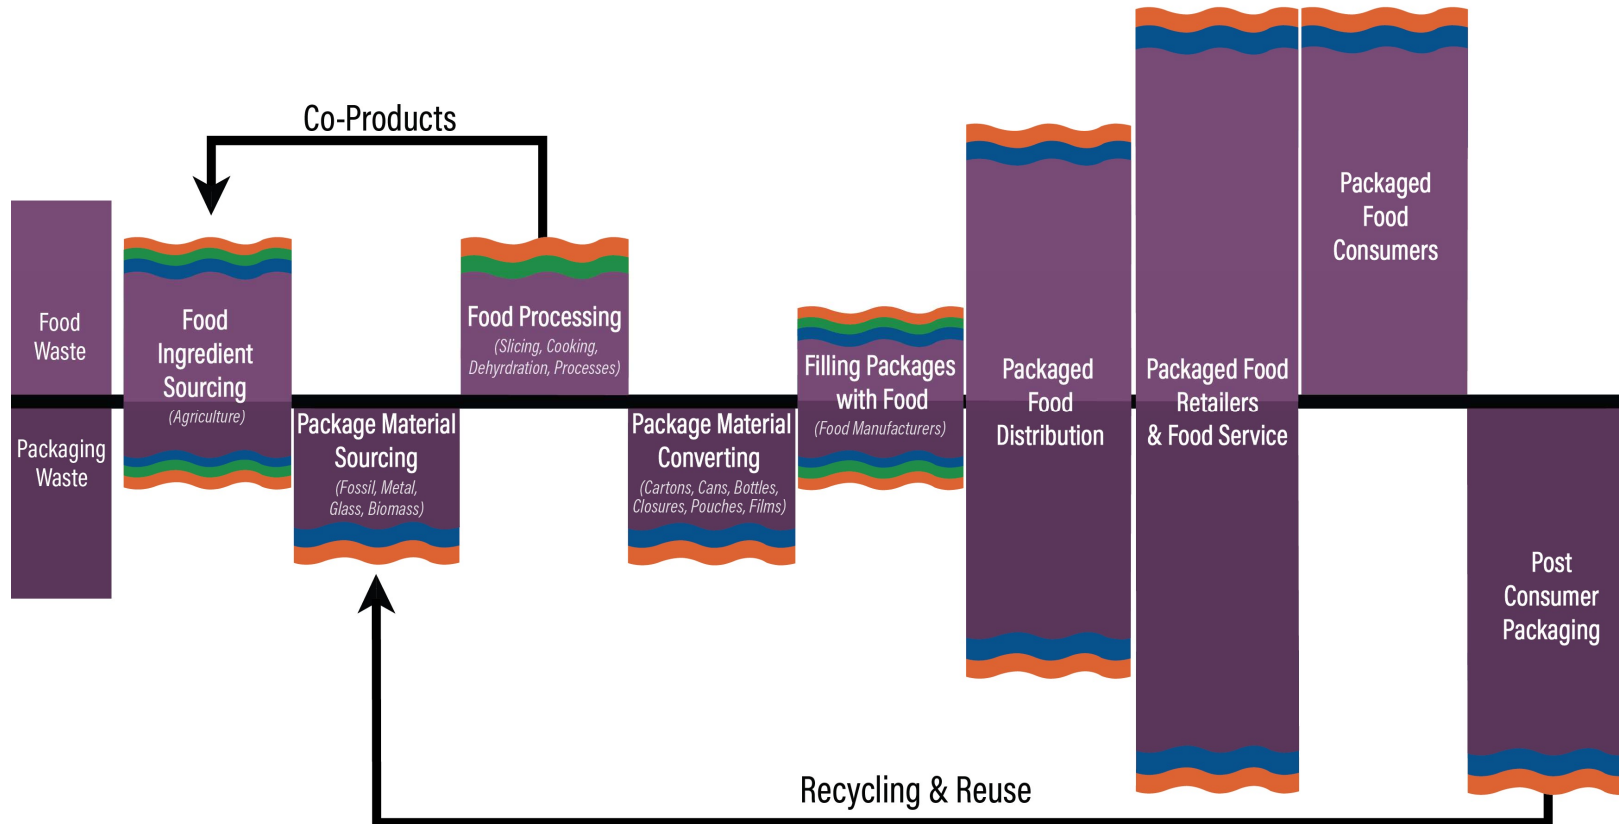 Co-Products
Food
Waste
Packaging
Waste
Food
Ingredient
Sourcing
(Agriculture)
Package Material
Sourcing
(Fossil, Metal,
Glass, Biomass)
Food Processing
(Slicing, Cooking,
Dehyrdration, Processes)
Package Material
Converting
(Cartons, Cans, Bottles,
Closures, Pouches, Films)
Filling Packages
with Food
(Food Manufacturers)
Packaged
Food
Distribution
Packaged Food
Retailers
& Food Service
Packaged
Food
Consumers
Post
Consumer
Packaging
Recycling & Reuse